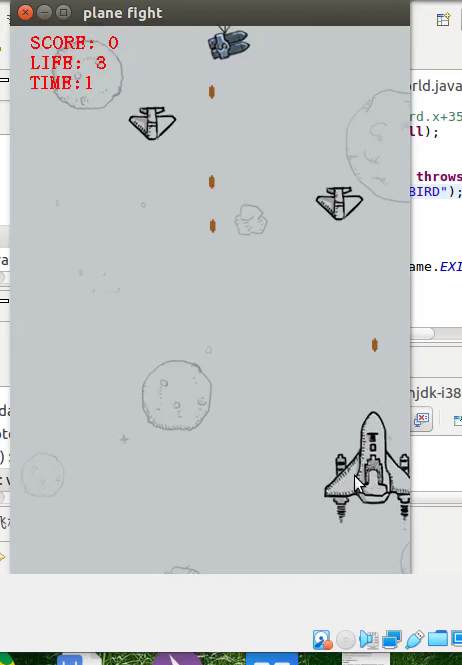 plane fight
SCORE: 0
LIFE: 3
TIME:1
orld.java
rd.x+35
ll);
throws
BIRD");
ame.EXI
njdk-i38